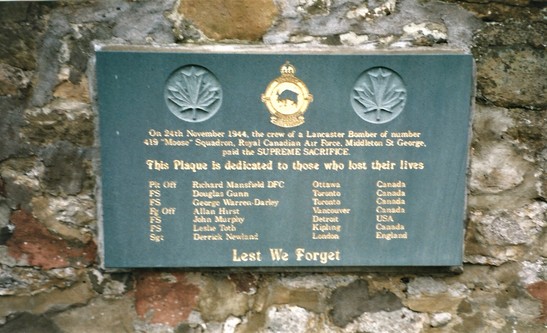 On 24th November 1944, the crew of a Lancaster Bomber of number
419 "Moose" Squadron, Royal Canadian Air Force, Middleton St George,
paid the SUPREME SACRIFICE.
This Plaque is dedicated to those who lost their lives
Plt Off Richard Mansfield DFC Ottawa Canada
FS Douglas Gunn Toronto Canada
FS George Warren-Darley Toronto Canada
Fg Off Allan Hirst Vancouver Canada
FS John Murphy Detroit USA
FS Leslie Toth Kipling Canada
Sgt Derrick Newland London England
Lest We Forget